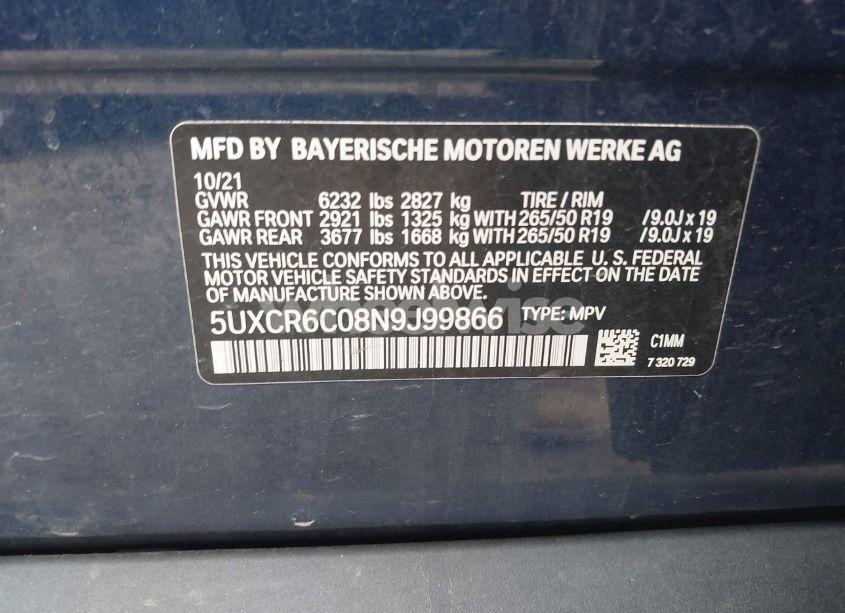 MFD BY BAYERISCHE MOTOREN WERKE AG
10/21
GVWR 6232 lbs 2827 kg TIRE / RIM
GAWR FRONT 2921 lbs 1325 kg WITH 265/50 R19 /9.0J x 19
GAWR REAR 3677 lbs 1668 kg WITH 265/50 R19 /9.0J x 19
THIS VEHICLE CONFORMS TO ALL APPLICABLE U. S. FEDERAL
MOTOR VEHICLE SAFETY STANDARDS IN EFFECT ON THE DATE
OF MANUFACTURE SHOWN ABOVE.
5UXCR6C08N9J99866 TYPE: MPV
C1MM
7 320 729